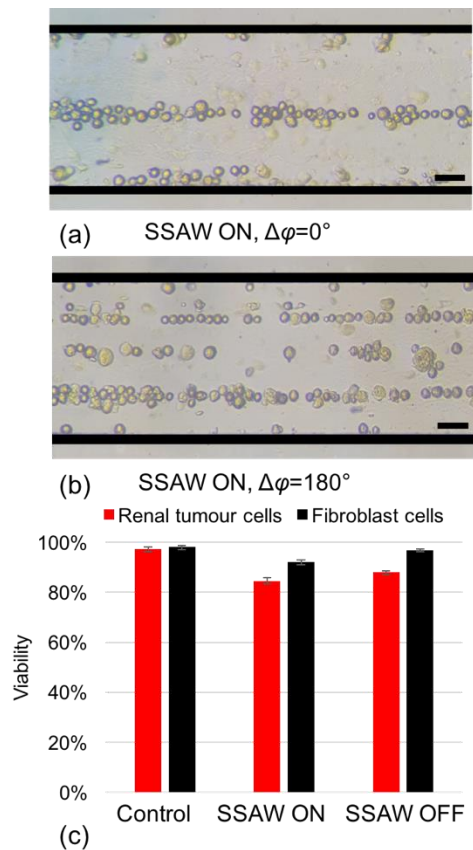 (a) SSAW ON, Δφ=0°
(b) SSAW ON, Δφ=180°
Renal tumour cells Fibroblast cells
100%
80%
60%
40%
20%
0%
Viability
Control SSAW ON SSAW OFF
(c)